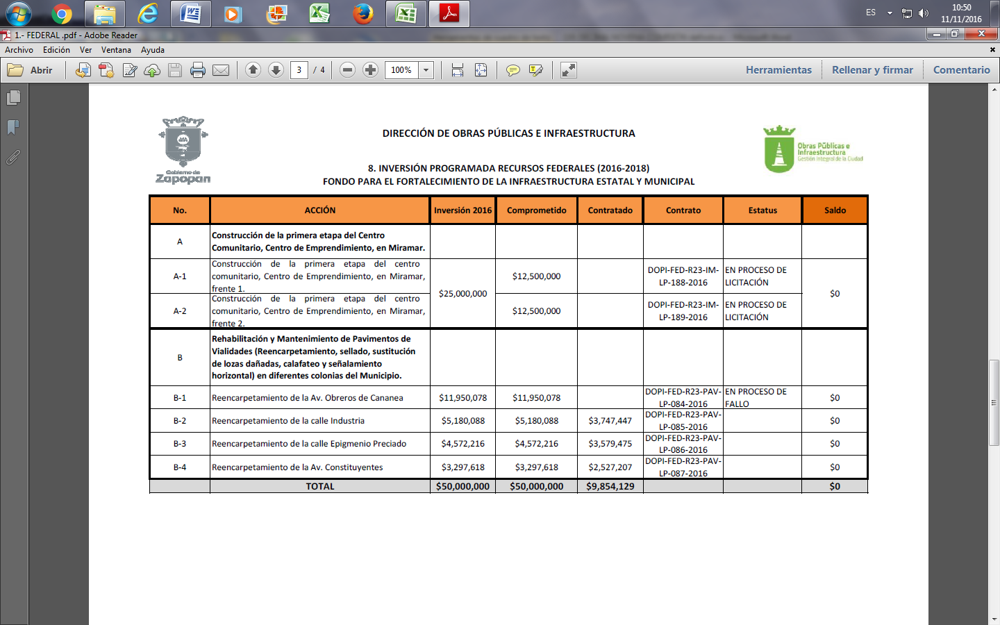 ES
10:50
11/11/2016
1.- FEDERAL .pdf - Adobe Reader
Archivo Edición Ver Ventana Ayuda
Abrir 3 / 4 100% Herramientas Rellenar y firmar Comentario
Gobierno de
Zapopan
DIRECCIÓN DE OBRAS PÚBLICAS E INFRAESTRUCTURA
Obras Públicas e
Infraestructura
Gestión Integral de la Ciudad
8. INVERSIÓN PROGRAMADA RECURSOS FEDERALES (2016-2018)
FONDO PARA EL FORTALECIMIENTO DE LA INFRAESTRUCTURA ESTATAL Y MUNICIPAL
No. ACCIÓN Inversión 2016 Comprometido Contratado Contrato Estatus Saldo
A
Construcción de la primera etapa del Centro
Comunitario, Centro de Emprendimiento, en Miramar.
A-1
Construcción de la primera etapa del centro
comunitario, Centro de Emprendimiento, en Miramar,
frente 1.
$25,000,000
$12,500,000
DOPI-FED-R23-IM-
LP-188-2016
EN PROCESO DE
LICITACIÓN
$0
A-2
Construcción de la primera etapa del centro
comunitario, Centro de Emprendimiento, en Miramar,
frente 2.
$12,500,000
DOPI-FED-R23-IM-
LP-189-2016
EN PROCESO DE
LICITACIÓN
B
Rehabilitación y Mantenimiento de Pavimentos de
Vialidades (Reencarpetamiento, sellado, sustitución
de lozas dañadas, calafateo y señalamiento
horizontal) en diferentes colonias del Municipio.
B-1 Reencarpetamiento de la Av. Obreros de Cananea $11,950,078 $11,950,078
DOPI-FED-R23-PAV-
LP-084-2016
EN PROCESO DE
FALLO
$0
B-2 Reencarpetamiento de la calle Industria $5,180,088 $5,180,088 $3,747,447
DOPI-FED-R23-PAV-
LP-085-2016
$0
B-3 Reencarpetamiento de la calle Epigmenio Preciado $4,572,216 $4,572,216 $3,579,475
DOPI-FED-R23-PAV-
LP-086-2016
$0
B-4 Reencarpetamiento de la Av. Constituyentes $3,297,618 $3,297,618 $2,527,207
DOPI-FED-R23-PAV-
LP-087-2016
$0
TOTAL $50,000,000 $50,000,000 $9,854,129 $0